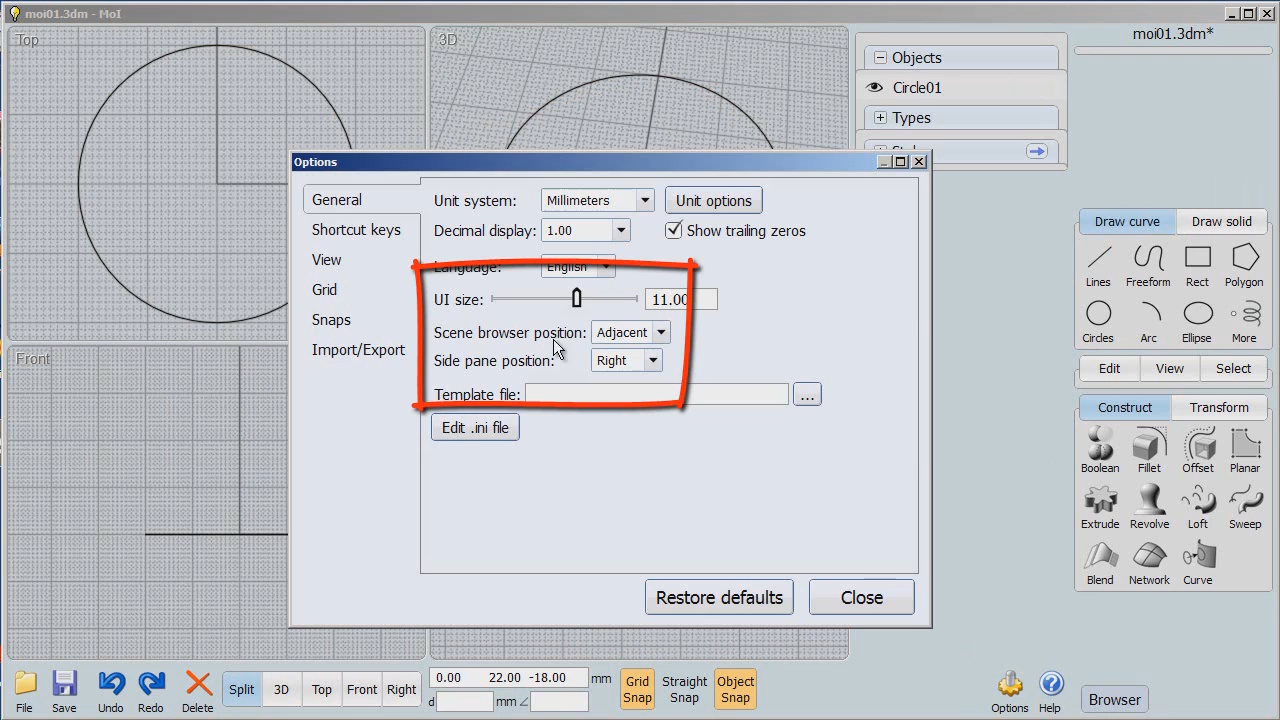 moi01.3dm - MoI
Top
3D
Front
moi01.3dm*
Objects
Circle01
Types
Options
General
Shortcut keys
View
Grid
Snaps
Import/Export
Unit system:
Millimeters
Unit options
Decimal display:
1.00
Show trailing zeros
Language:
English
UI size:
11.00
Scene browser position:
Adjacent
Side pane position:
Right
Template file:
...
Edit .ini file
Restore defaults
Close
Draw curve
Draw solid
Lines
Freeform
Rect
Polygon
Circles
Arc
Ellipse
More
Edit
View
Select
Construct
Transform
Boolean
Fillet
Offset
Planar
Extrude
Revolve
Loft
Sweep
Blend
Network
Curve
File
Save
Undo
Redo
Delete
Split
3D
Top
Front
Right
0.00 22.00 -18.00 mm
d
mm
Grid
Snap
Straight
Snap
Object
Snap
Options
Help
Browser